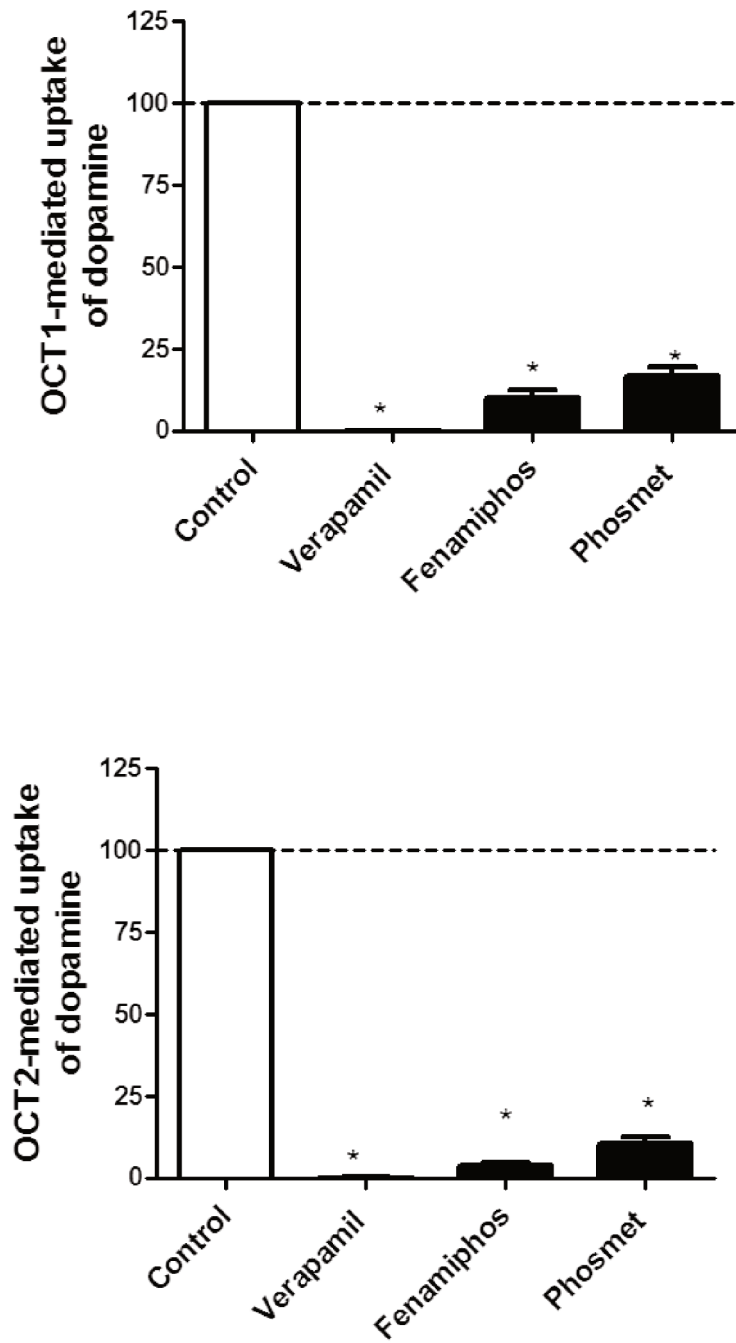 OCT1-mediated uptake
of dopamine
125
100
75
50
25
0
*
*
*
Control
Verapamil
Fenamiphos
Phosmet
OCT2-mediated uptake
of dopamine
125
100
75
50
25
0
*
*
*
Control
Verapamil
Fenamiphos
Phosmet